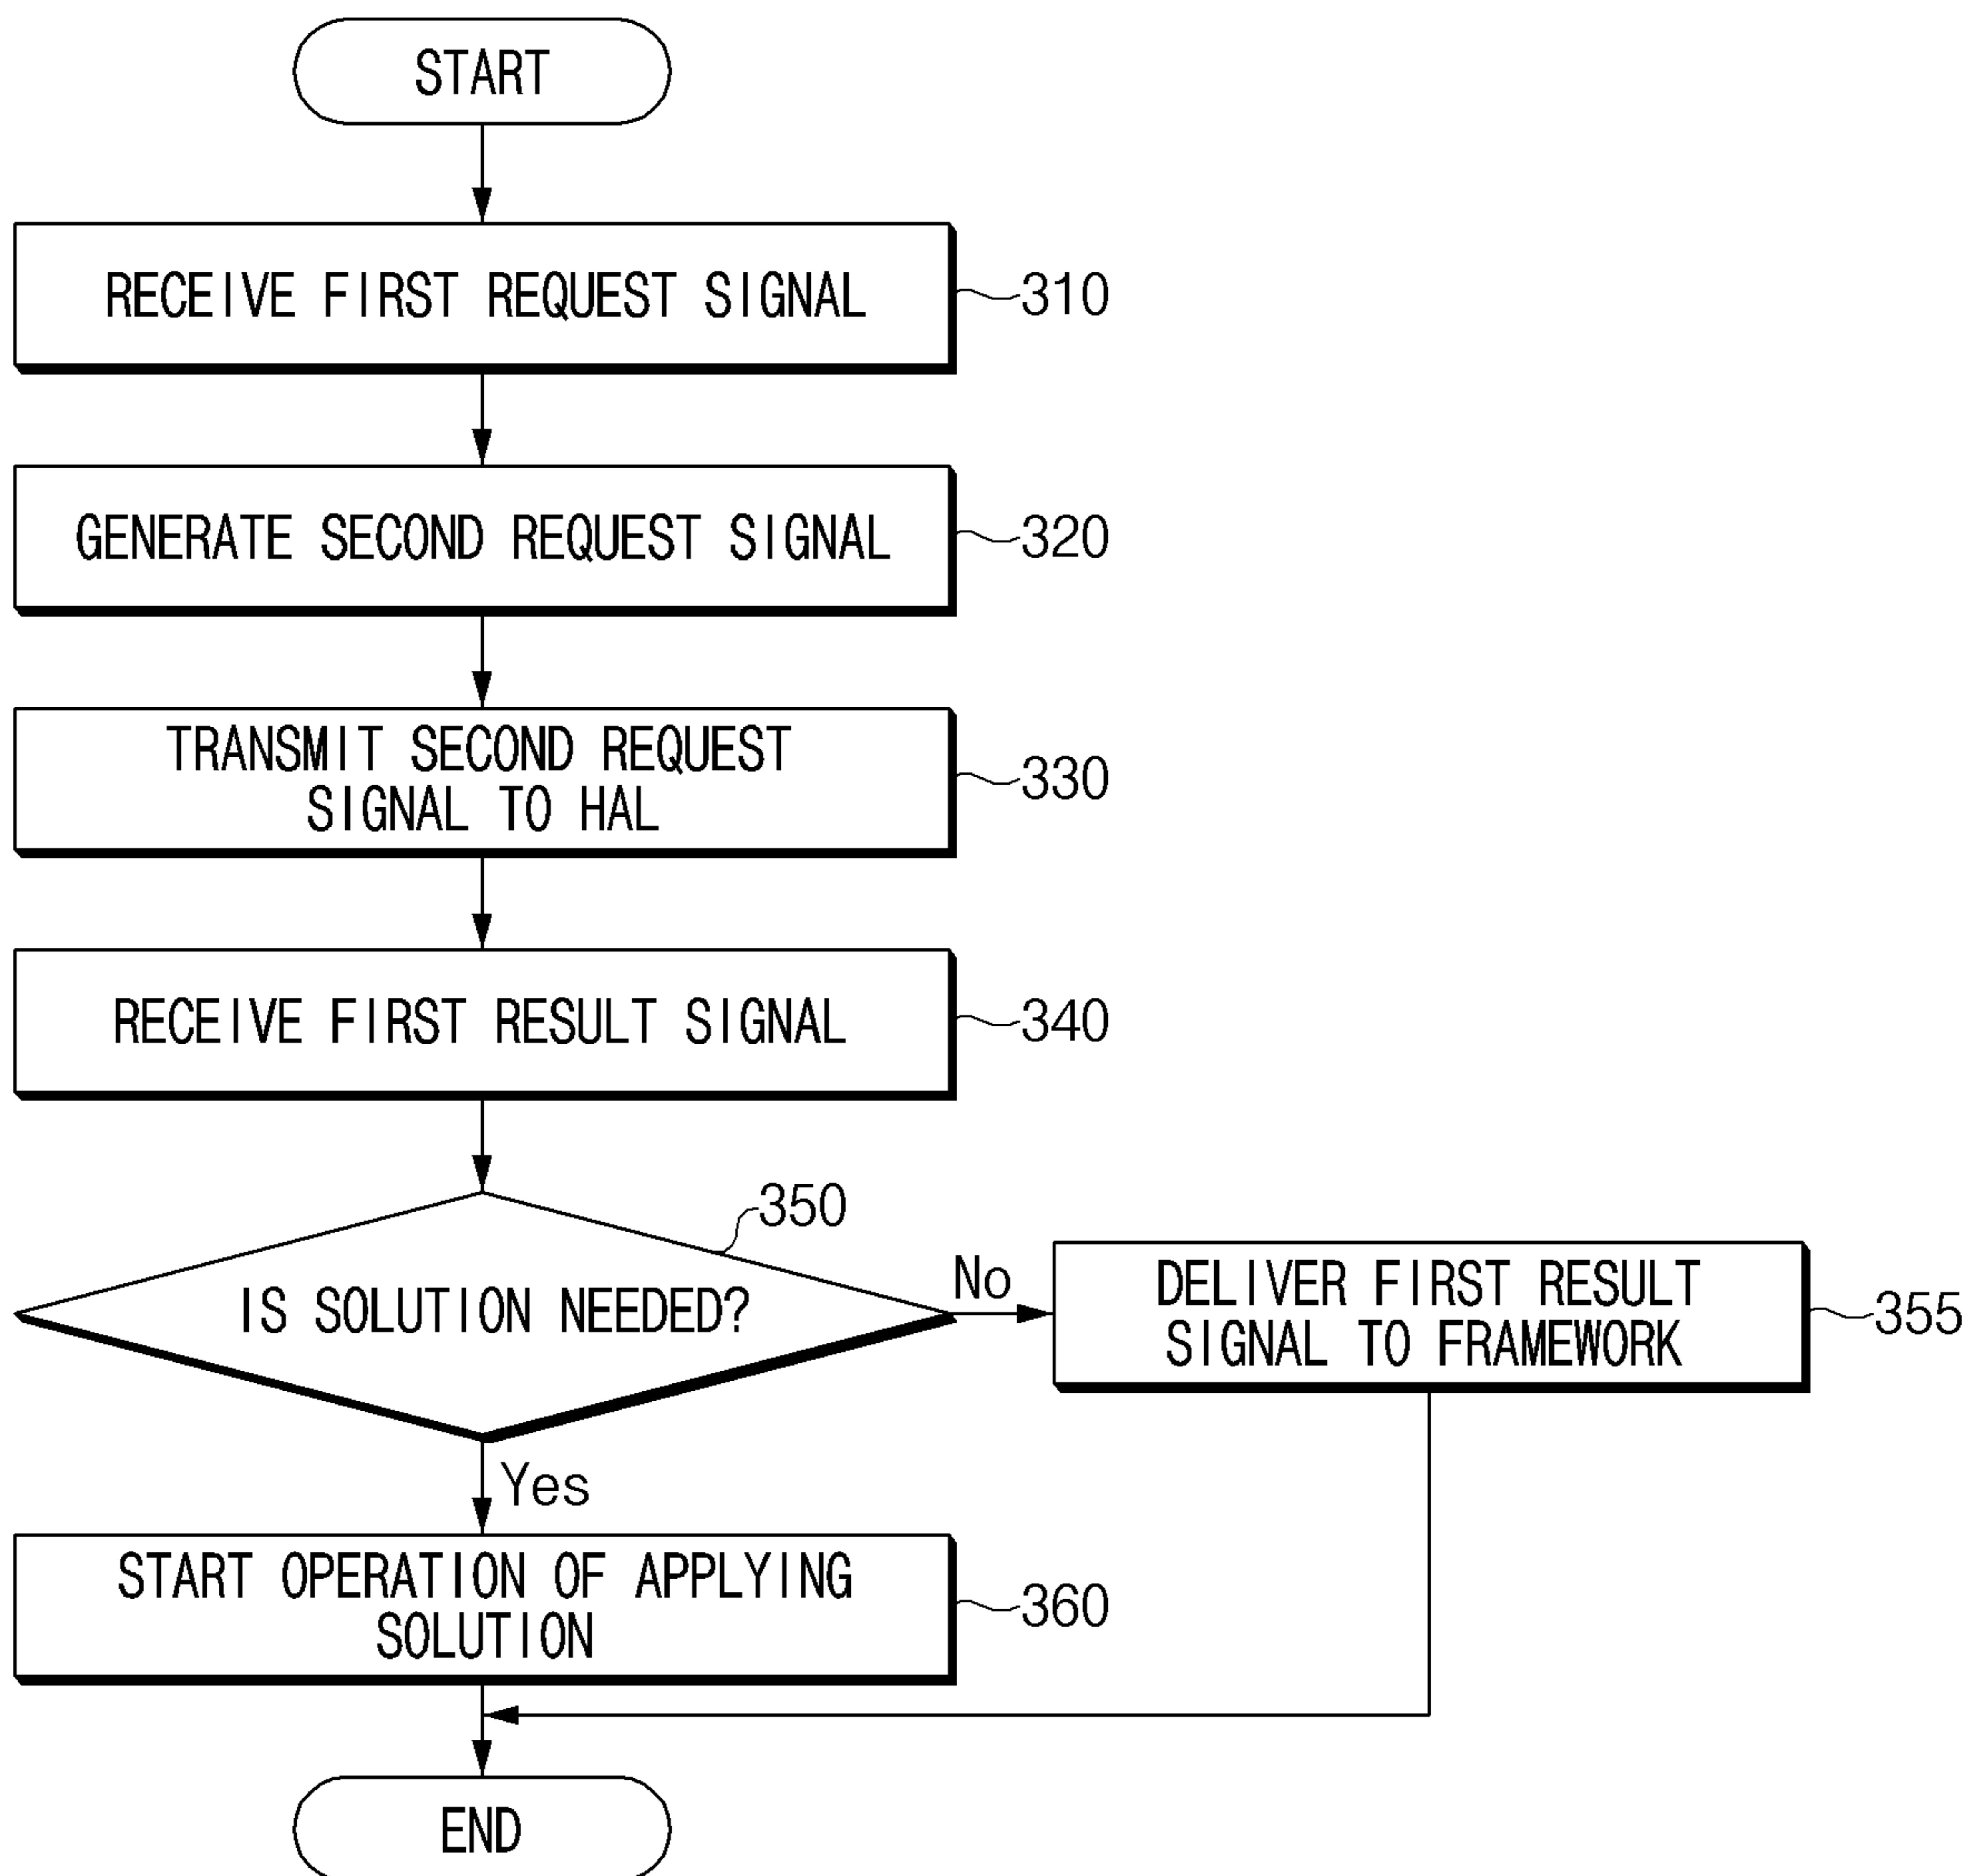 START
RECEIVE FIRST REQUEST SIGNAL
310
GENERATE SECOND REQUEST SIGNAL
320
TRANSMIT SECOND REQUEST
SIGNAL TO HAL
330
RECEIVE FIRST RESULT SIGNAL
340
350
IS SOLUTION NEEDED?
No
DELIVER FIRST RESULT
SIGNAL TO FRAMEWORK
355
Yes
START OPERATION OF APPLYING
SOLUTION
360
END